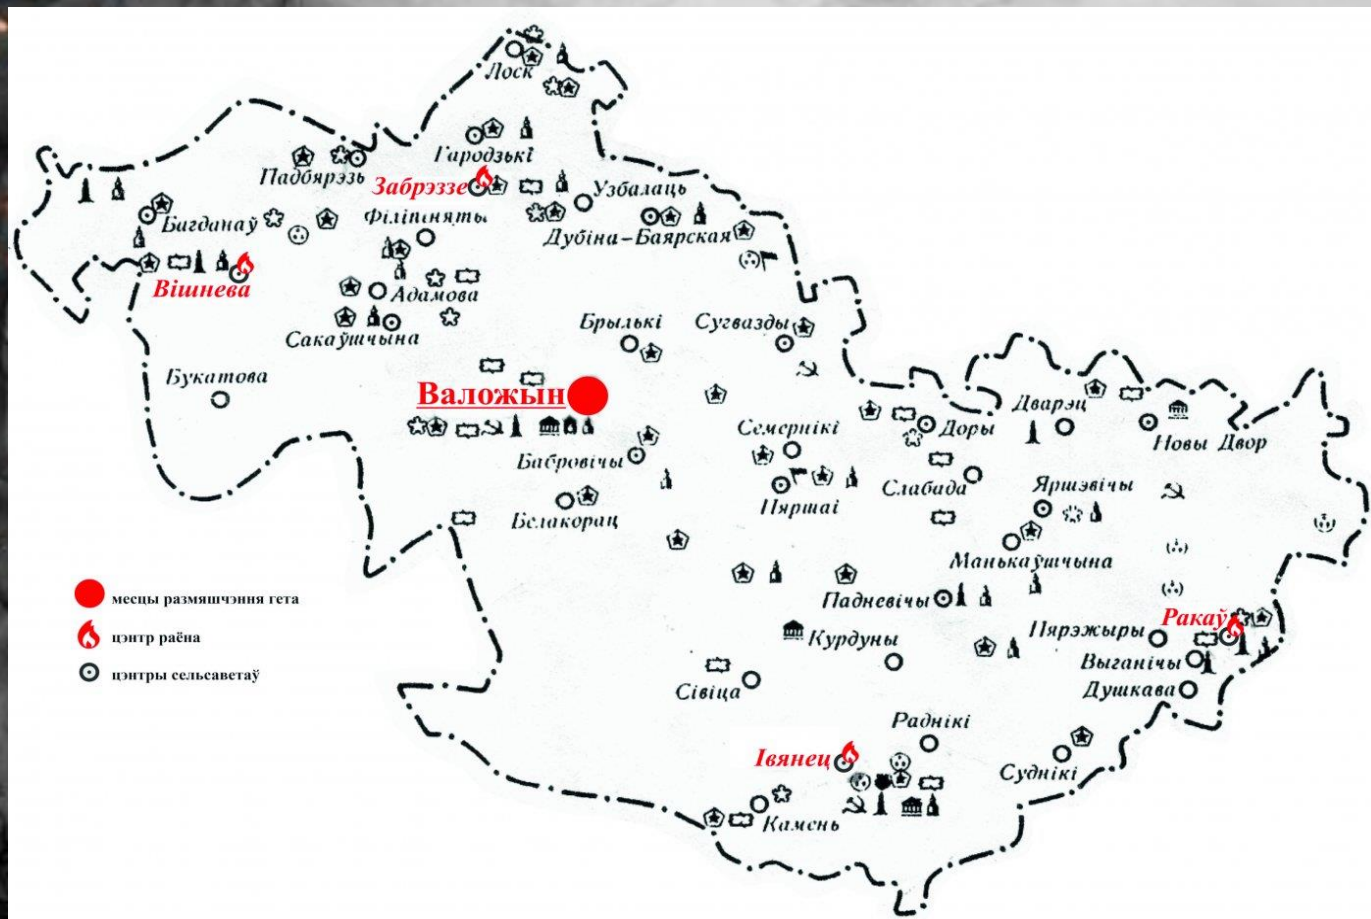 Лоск
Гародзькі
Падбярэзь
Забрэззе
Узбалаць
Багданаў
Філіпіняты
Дубіна-Баярская
Вішнева
Адамова
Сакаўшчына
Брылькі
Сугвазды
Букатова
Валожын
Дварэц
Семернікі
Доры
Новы Двор
Бабровічы
Слабада
Яршэвічы
Пяршаі
Белакорац
Манькаўшчына
месцы размяшчэння гета
Падневічы
Ракаў
цэнтр раёна
Курдуны
Пярэжыры
Выганічы
цэнтры сельсаветаў
Сівіца
Душкава
Раднікі
Івянец
Суднікі
Камень